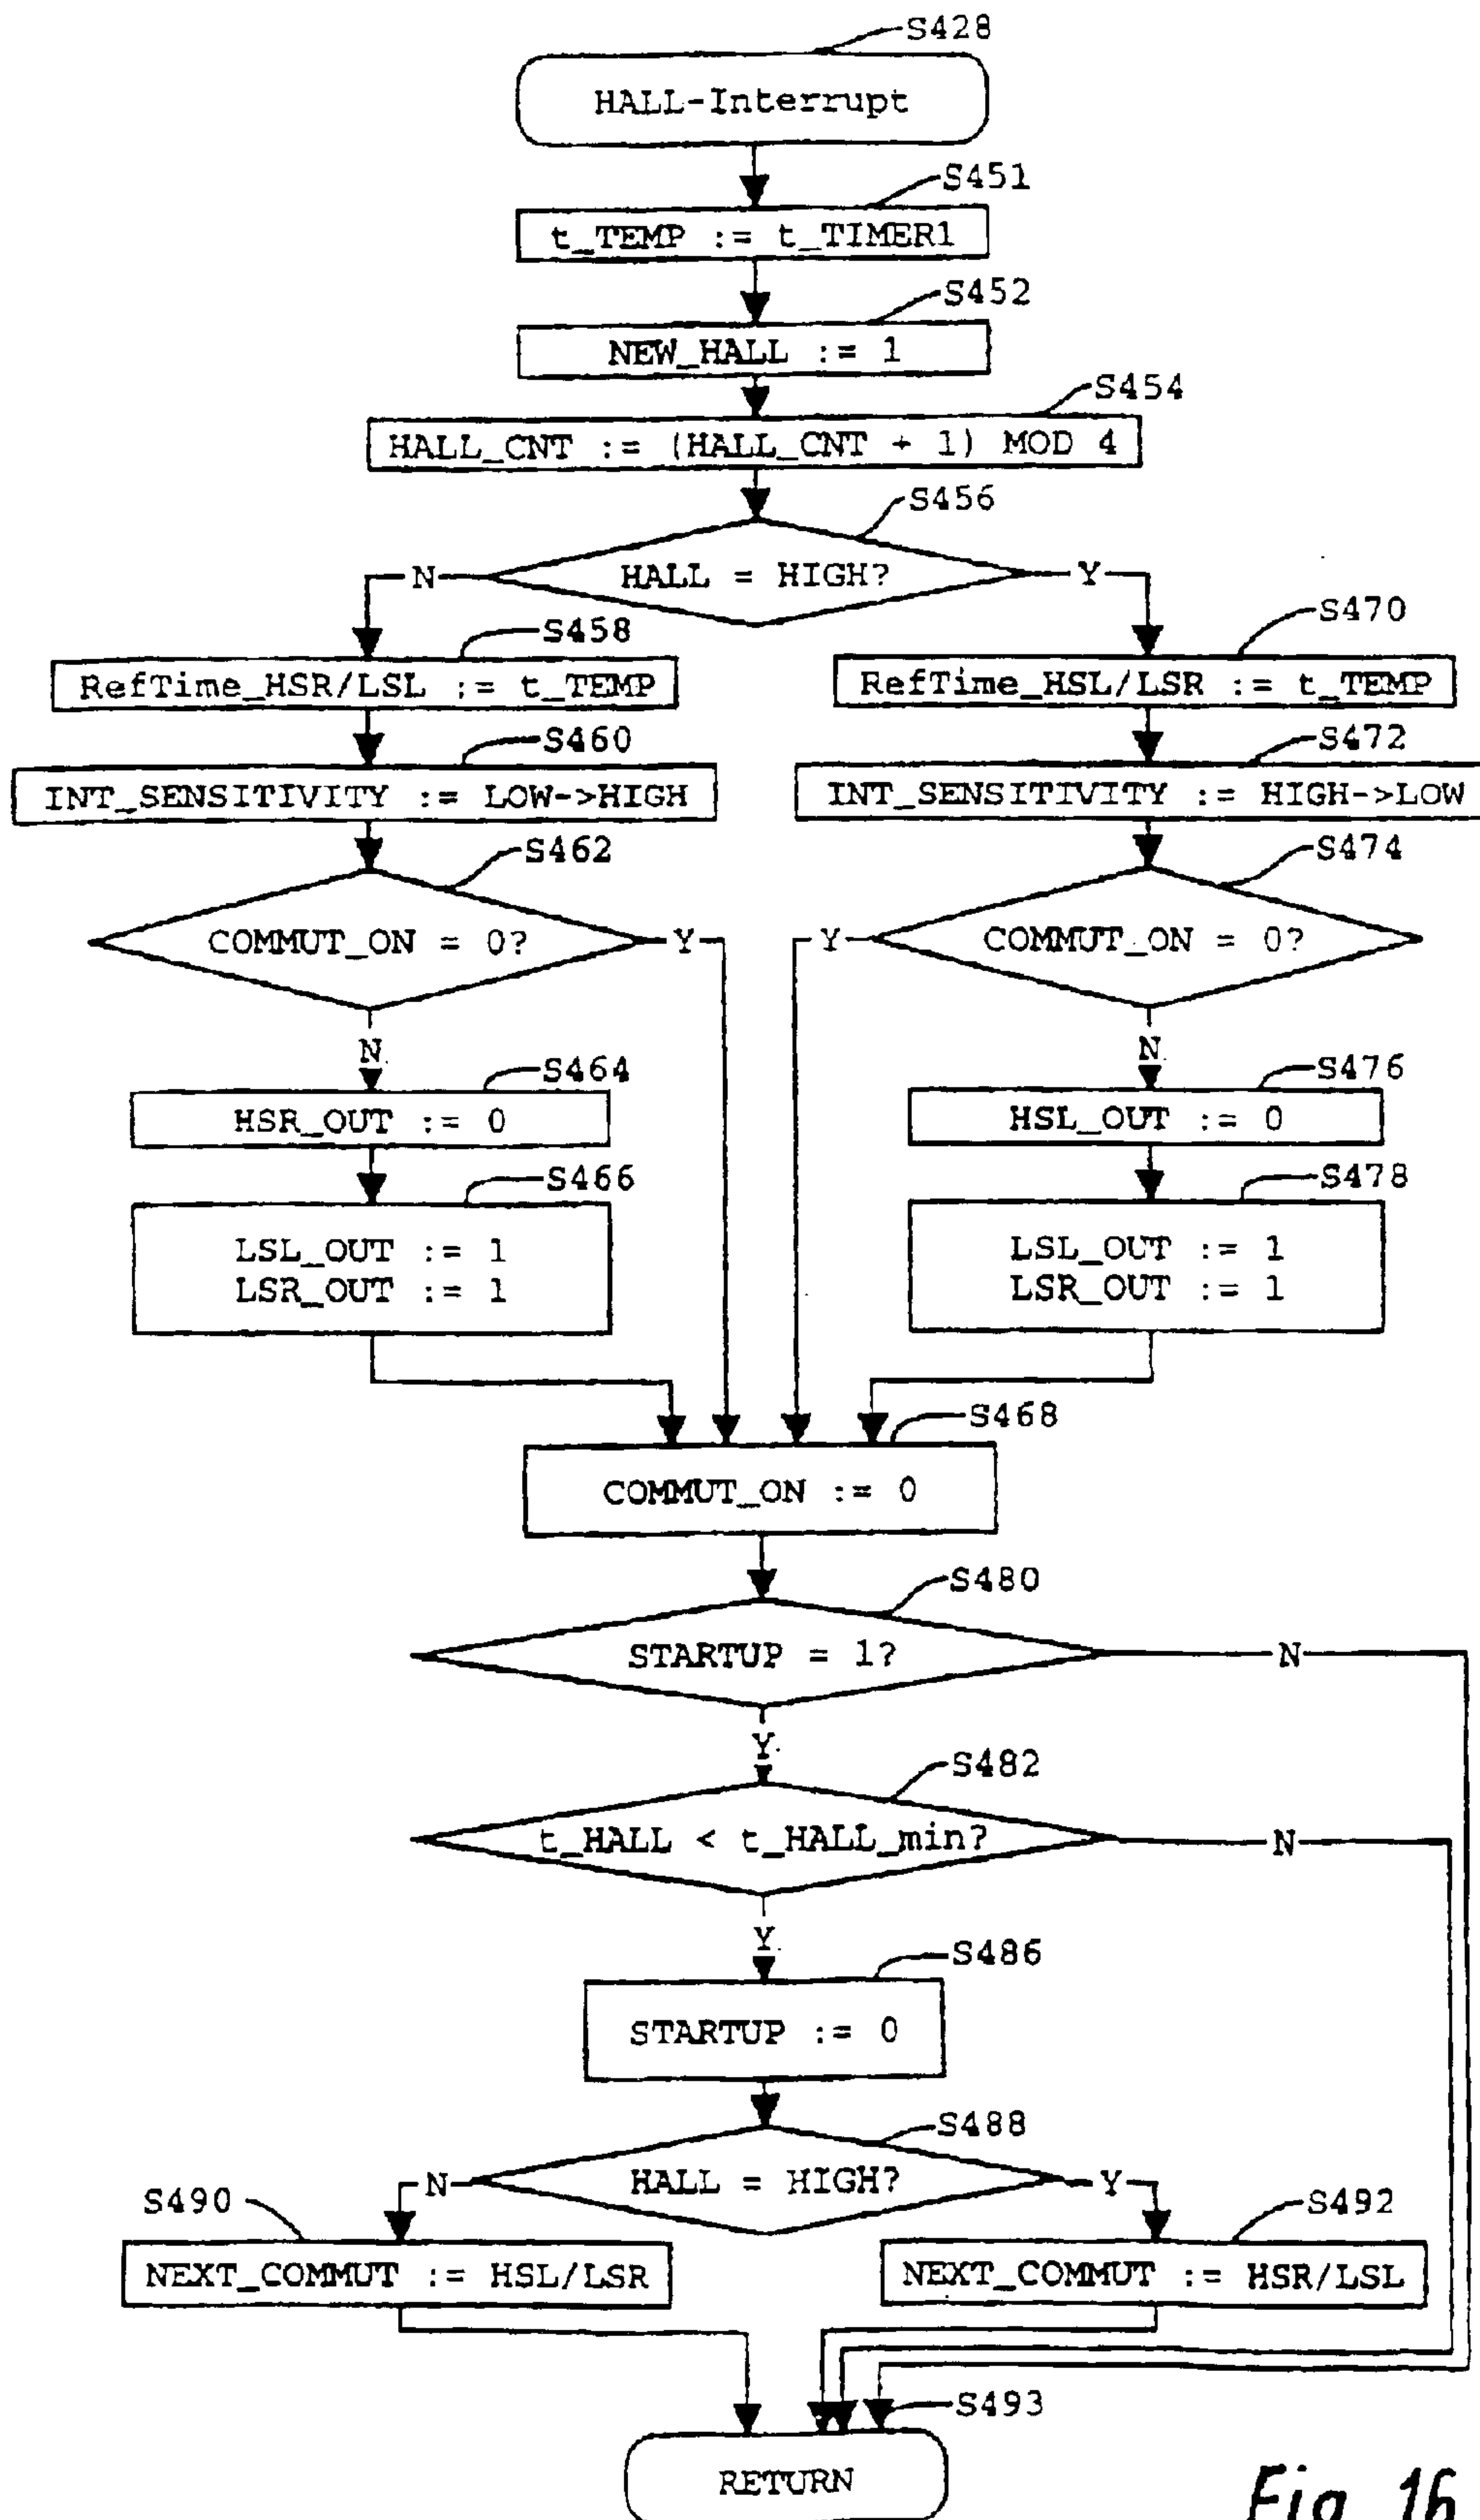 S428
HALL-Interrupt
S451
t_TEMP := t_TIMER1
S452
NEW_HALL := 1
S454
HALL_CNT := (HALL_CNT + 1) MOD 4
S456
N HALL = HIGH? Y
S458
RefTime_HSR/LSL := t_TEMP
S470
RefTime_HSL/LSR := t_TEMP
S460
INT_SENSITIVITY := LOW->HIGH
S472
INT_SENSITIVITY := HIGH->LOW
S462
COMMUT_ON = 0? Y
S474
Y COMMUT_ON = 0?
N
N
S464
HSR_OUT := 0
S476
HSL_OUT := 0
S466
LSL_OUT := 1
LSR_OUT := 1
S478
LSL_OUT := 1
LSR_OUT := 1
S468
COMMUT_ON := 0
S480
STARTUP = 1? N
Y
S482
t_HALL < t_HALL_min? N
Y
S486
STARTUP := 0
S488
N HALL = HIGH? Y
S490
NEXT_COMMUT := HSL/LSR
S492
NEXT_COMMUT := HSR/LSL
S493
RETURN
Fig. 16